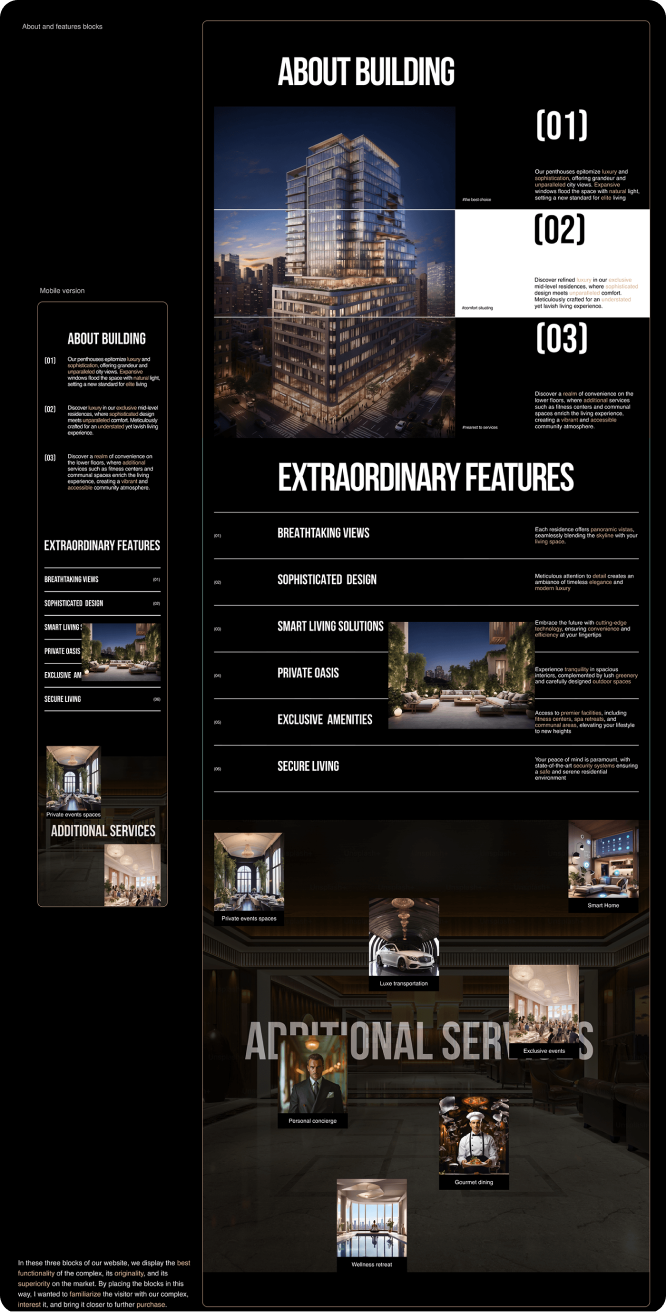 About and features blocks
ABOUT BUILDING
(01)
Our penthouses epitomize luxury and
sophistication, offering grandeur and
unparalleled city views. Expansive
windows flood the space with natural light,
setting a new standard for elite living
#the best choice
(02)
Discover refined luxury in our exclusive
mid-level residences, where sophisticated
design meets unparalleled comfort.
Meticulously crafted for an understated
yet lavish living experience.
#comfort situating
(03)
Discover a realm of convenience on the
lower floors, where additional services
such as fitness centers and communal
spaces enrich the living experience,
creating a vibrant and accessible
community atmosphere.
#nearest to services
EXTRAORDINARY FEATURES
(01)
BREATHTAKING VIEWS
Each residence offers panoramic vistas,
seamlessly blending the skyline with your
living space.
(02)
SOPHISTICATED DESIGN
Meticulous attention to detail creates an
ambiance of timeless elegance and
modern luxury
(03)
SMART LIVING SOLUTIONS
Embrace the future with cutting-edge
technology, ensuring convenience and
efficiency at your fingertips
(04)
PRIVATE OASIS
Experience tranquility in spacious
interiors, complemented by lush greenery
and carefully designed outdoor spaces
(05)
EXCLUSIVE AMENITIES
Access to premier facilities, including
fitness centers, spa retreats, and
communal areas, elevating your lifestyle
to new heights
(06)
SECURE LIVING
Your peace of mind is paramount, with
state-of-the-art security systems ensuring
a safe and serene residential
environment
Private events spaces
Smart Home
Luxe transportation
ADDITIONAL SERVICES
Exclusive events
Personal concierge
Gourmet dining
Wellness retreat
Mobile version
ABOUT BUILDING
(01)
Our penthouses epitomize luxury and
sophistication, offering grandeur and
unparalleled city views. Expansive
windows flood the space with natural light,
setting a new standard for elite living
(02)
Discover luxury in our exclusive mid-level
residences, where sophisticated design
meets unparalleled comfort. Meticulously
crafted for an understated yet lavish living
experience.
(03)
Discover a realm of convenience on
the lower floors, where additional
services such as fitness centers and
communal spaces enrich the living
experience, creating a vibrant and
accessible community atmosphere.
EXTRAORDINARY FEATURES
BREATHTAKING VIEWS
(01)
SOPHISTICATED DESIGN
(02)
SMART LIVING
PRIVATE OASIS
EXCLUSIVE AM
SECURE LIVING
(06)
Private events spaces
ADDITIONAL SERVICES
In these three blocks of our website, we display the best
functionality of the complex, its originality, and its
superiority on the market. By placing the blocks in this
way, I wanted to familiarize the visitor with our complex,
interest it, and bring it closer to further purchase.